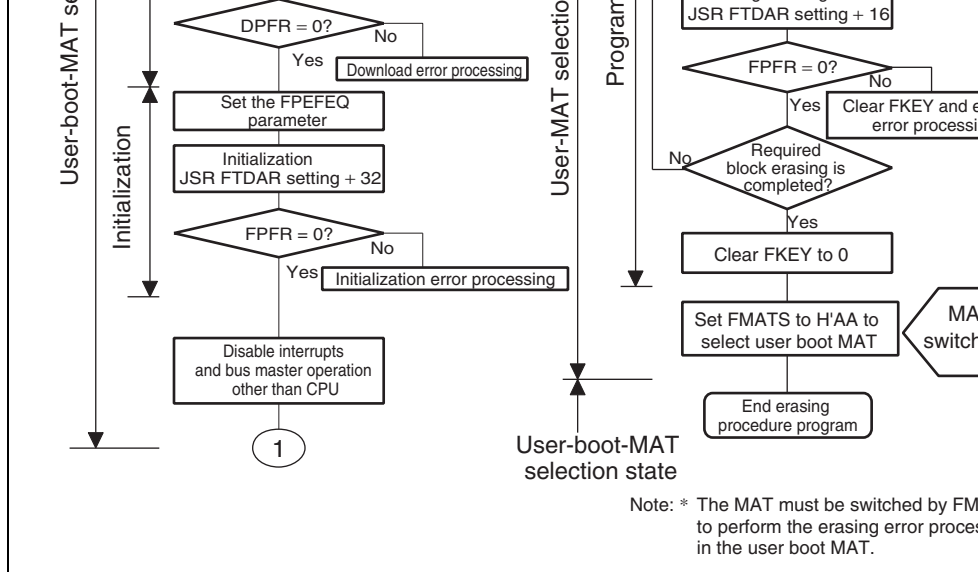 User-boot-MAT se
DPFR = 0?
No
Yes
Download error processing
Initialization
Set the FPEFEQ
parameter
Initialization
JSR FTDAR setting + 32
FPFR = 0?
No
Yes
Initialization error processing
Disable interrupts
and bus master operation
other than CPU
1
User-MAT selectio
Program
JSR FTDAR setting + 16
FPFR = 0?
No
Yes
Clear FKEY and e
error processi
Required
block erasing is
completed?
No
Yes
Clear FKEY to 0
Set FMATS to H'AA to
select user boot MAT
MA
switch
End erasing
procedure program
User-boot-MAT
selection state
Note: * The MAT must be switched by FM
to perform the erasing error proces
in the user boot MAT.